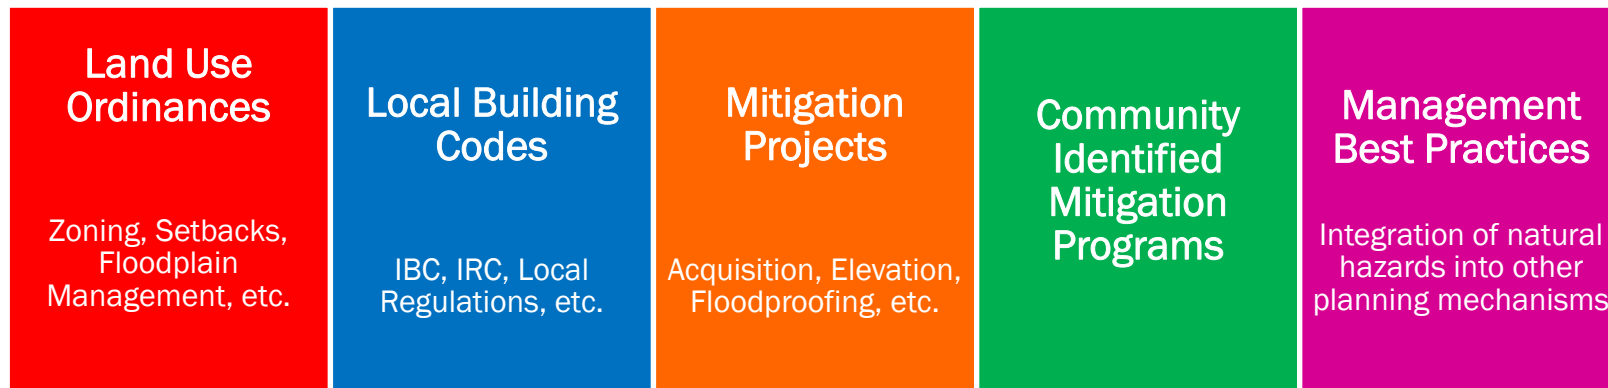 Land Use
Ordinances
Zoning, Setbacks,
Floodplain
Management, etc.
Local Building
Codes
IBC, IRC, Local
Regulations, etc.
Mitigation
Projects
Acquisition, Elevation,
Floodproofing, etc.
Community
Identified
Mitigation
Programs
Management
Best Practices
Integration of natural
hazards into other
planning mechanisms